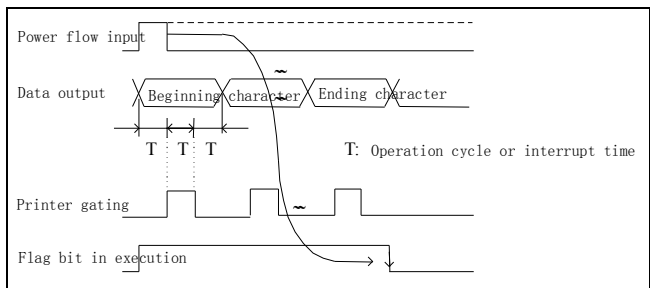 Power flow input
Data output
Beginning character
Ending character
T T T
T: Operation cycle or interrupt time
Printer gating
Flag bit in execution